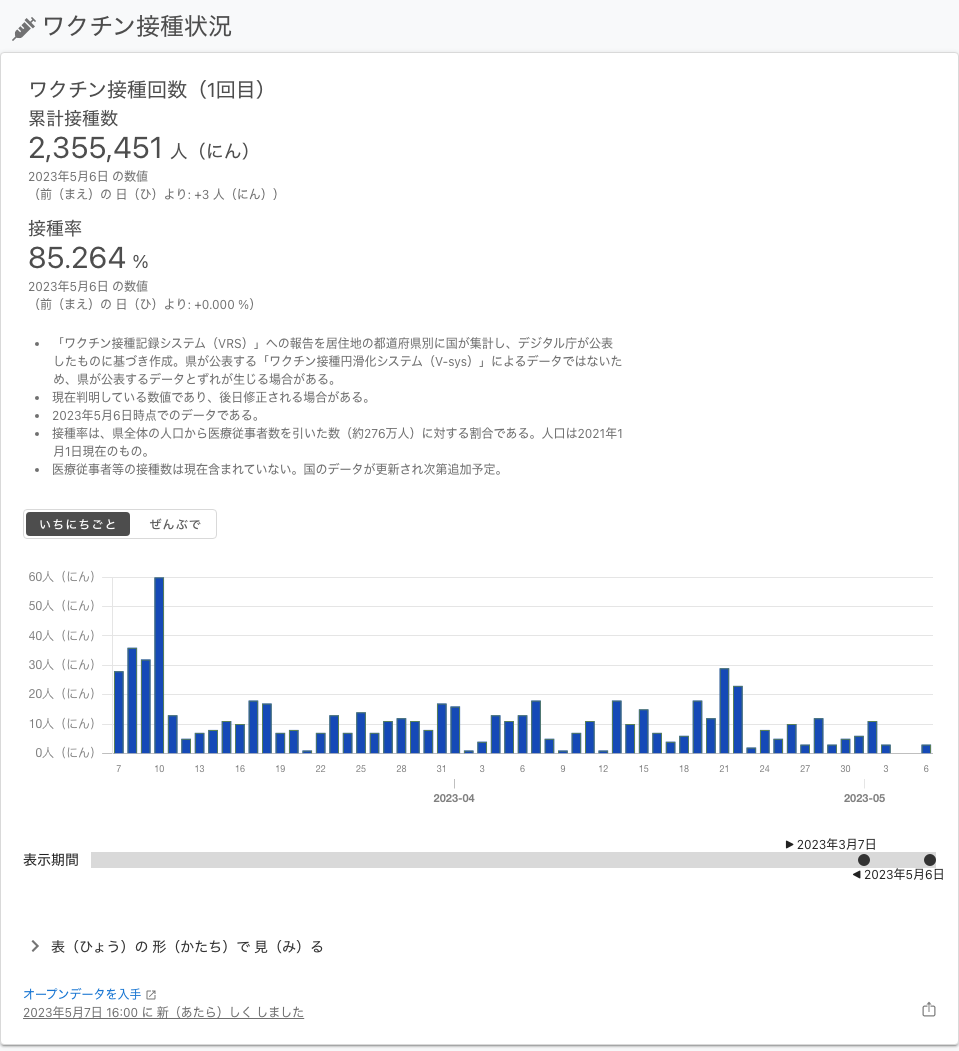 ワクチン接種状況
ワクチン接種回数（1回目）
累計接種数
2,355,451 人（にん）
2023年5月6日 の数値
（前（まえ）の 日（ひ）より: +3 人（にん））
接種率
85.264 %
2023年5月6日 の数値
（前（まえ）の 日（ひ）より: +0.000 %）
• 「ワクチン接種記録システム（VRS）」への報告を居住地の都道府県別に国が集計し、デジタル庁が公表
したものに基づき作成。県が公表する「ワクチン接種円滑化システム（V-sys）」によるデータではないた
め、県が公表するデータとずれが生じる場合がある。
• 現在判明している数値であり、後日修正される場合がある。
• 2023年5月6日時点でのデータである。
• 接種率は、県全体の人口から医療従事者数を引いた数（約276万人）に対する割合である。人口は2021年1
月1日現在のもの。
• 医療従事者等の接種数は現在含まれていない。国のデータが更新され次第追加予定。
いちにちごと ぜんぶで
60人（にん）
50人（にん）
40人（にん）
30人（にん）
20人（にん）
10人（にん）
0人（にん）
7 10 13 16 19 22 25 28 31 3 6 9 12 15 18 21 24 27 30 3 6
2023-04 2023-05
▶ 2023年3月7日
表示期間
◀ 2023年5月6日
表（ひょう）の 形（かたち）で 見（み）る
オープンデータを入手
2023年5月7日 16:00 に 新（あたら）しく しました